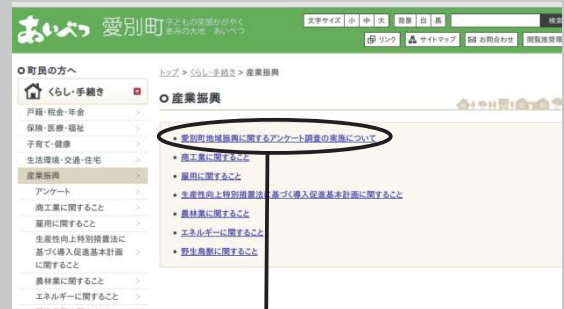 あいべつ 愛別町 子どもの笑顔がかがやく
恵みの大地 あいべつ
文字サイズ 小 中 大 背景 白 黒 検索
リンク サイトマップ お問合わせ 閲覧推奨環
町民の方へ
くらし・手続き
戸籍・税金・年金
保険・医療・福祉
子育て・健康
生活環境・交通・住宅
産業振興
アンケート
商工業に関すること
雇用に関すること
生産性向上特別措置法に
基づく導入促進基本計画
に関すること
農林業に関すること
エネルギーに関すること
トップ > くらし・手続き > 産業振興
産業振興
愛別町地域振興に関するアンケート調査の実施について
商工業に関すること
雇用に関すること
生産性向上特別措置法に基づく導入促進基本計画に関すること
農林業に関すること
エネルギーに関すること
野生鳥獣に関すること